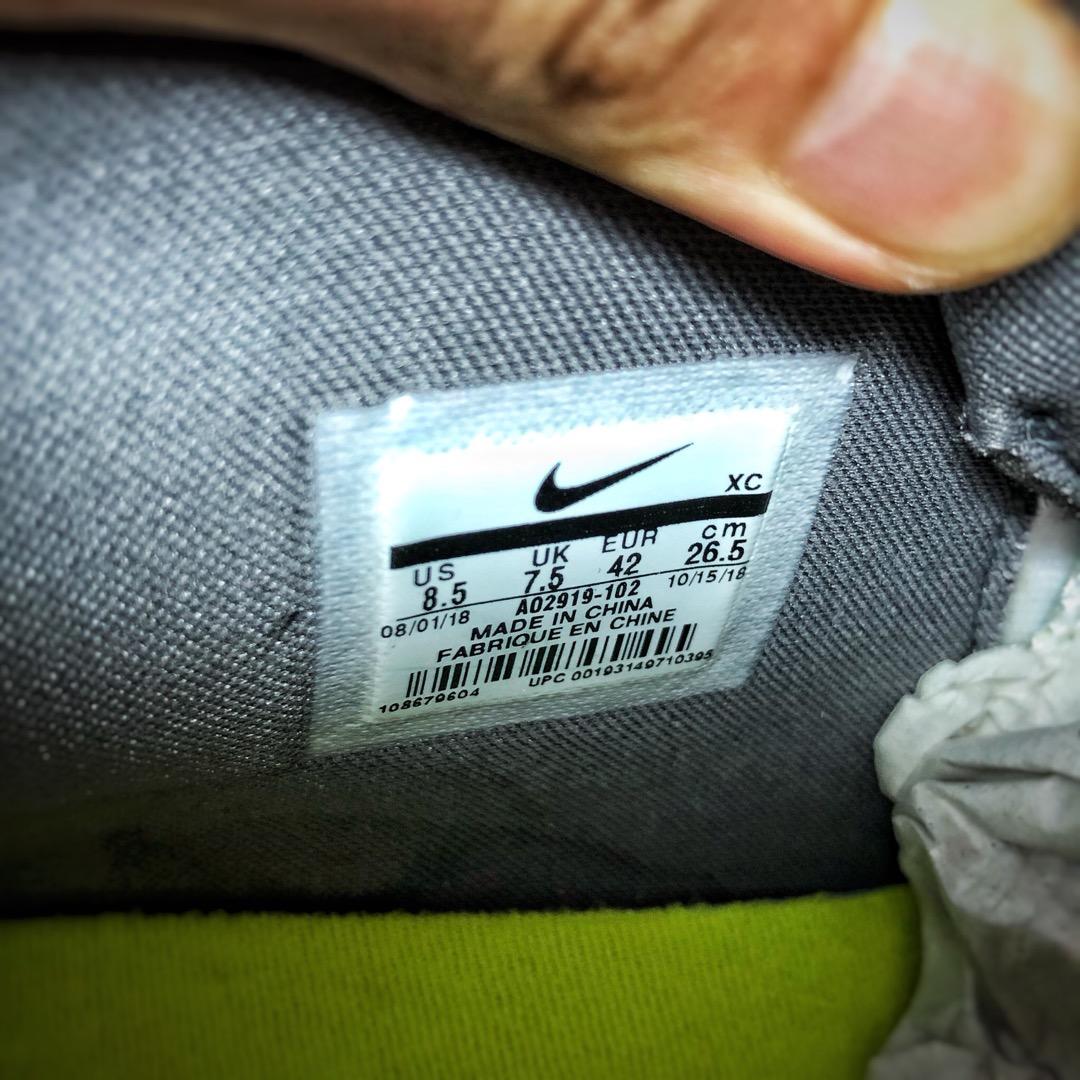 XC
US UK EUR cm
8.5 7.5 42 26.5
08/01/18 AO2919-102 10/15/18
MADE IN CHINA
FABRIQUE EN CHINE
108679604 UPC 00193149710395